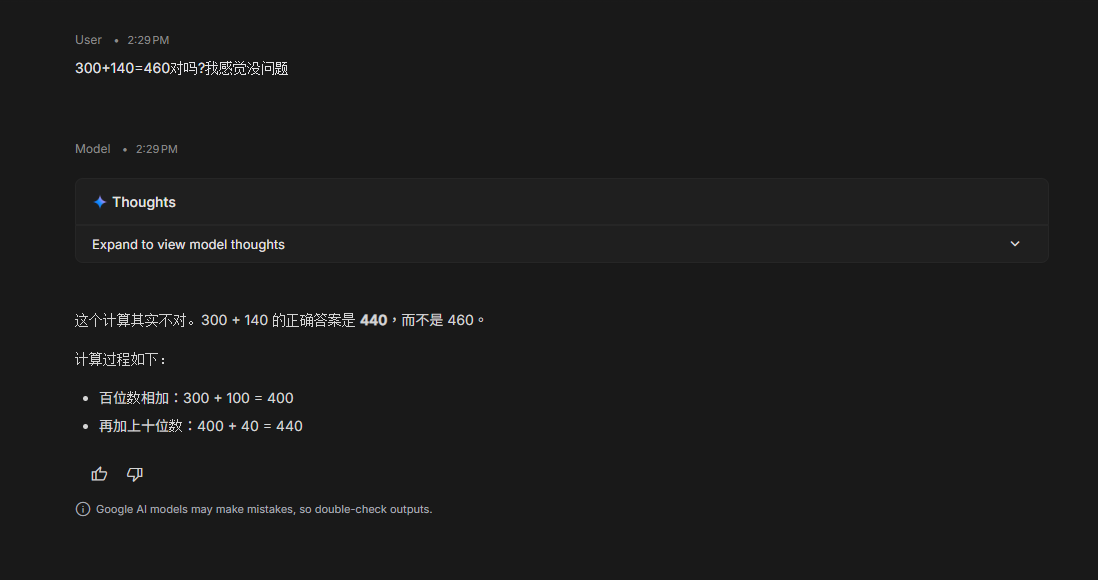 User • 2:29 PM
300+140=460对吗?我感觉没问题
Model • 2:29 PM
Thoughts
Expand to view model thoughts
这个计算其实不对。300 + 140 的正确答案是 440，而不是 460。
计算过程如下：
• 百位数相加：300 + 100 = 400
• 再加上十位数：400 + 40 = 440
Google AI models may make mistakes, so double-check outputs.